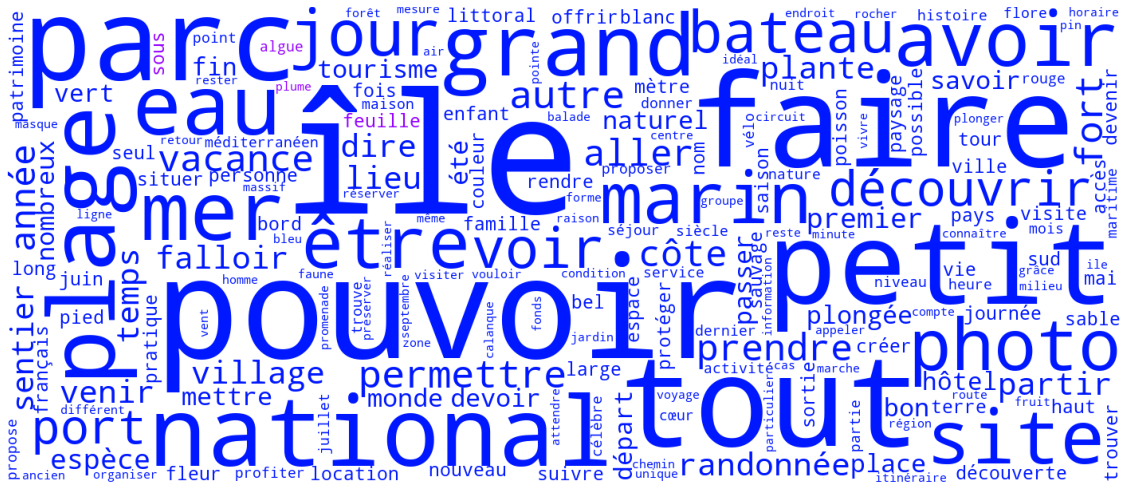 parc
jour
forêt
mesure
littoral
offrir
blanc
bateau
endroit
rocher
histoire
flore
horaire
pin
avoir
patrimoine
sous
point
algue
air
grand
pointe
idéal
fin
tourisme
plante
savoir
rouge
vert
rester
plume
fois
maison
autre
mètre
donner
nuit
paysage
possible
fort
devenir
masque
eau
île
feuille
enfant
balade
naturel
centre
vélo
circuit
vivre
poisson
plonger
tour
faire
plage
nombreux
seul
retour
méditerranéen
vacance
dire
été
couleur
aller
proposer
nom
ville
accès
maritime
année
situer
personne
massif
lieu
réserver
rendre
forme
marin
groupe
saison
nature
découvrir
mer
ligne
bord
bleu
même
famille
raison
séjour
siècle
premier
pays
visite
mois
sentier
falloir
être
réaliser
voir
côte
passer
sauvage
reste
minute
connaître
sud
grâce
milieu
ile
mai
long
juin
temps
homme
faune
visiter
vouloir
condition
service
information
petit
vie
heure
niveau
français
pied
pratique
pouvoir
vent
promenade
trouve
préserver
septembre
zone
calanque
fonds
bel
jardin
espace
protéger
dernier
plongée
appeler
compte
journée
sable
venir
village
permettre
large
prendre
activité
cas
marche
créer
photo
mettre
monde
devoir
différent
port
national
juillet
attendre
célèbre
départ
voyage
cœur
tout
particulière
sortie
partie
hôtel
partir
route
fruit
bon
terre
haut
région
site
trouver
propose
ancien
espèce
organiser
fleur
profiter
location
nouveau
suivre
chemin
unique
randonnée
place
itinéraire
découverte